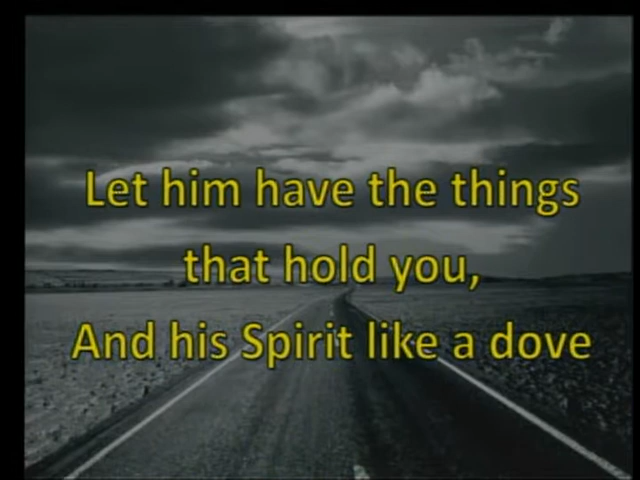 Let him have the things
that hold you,
And his Spirit like a dove